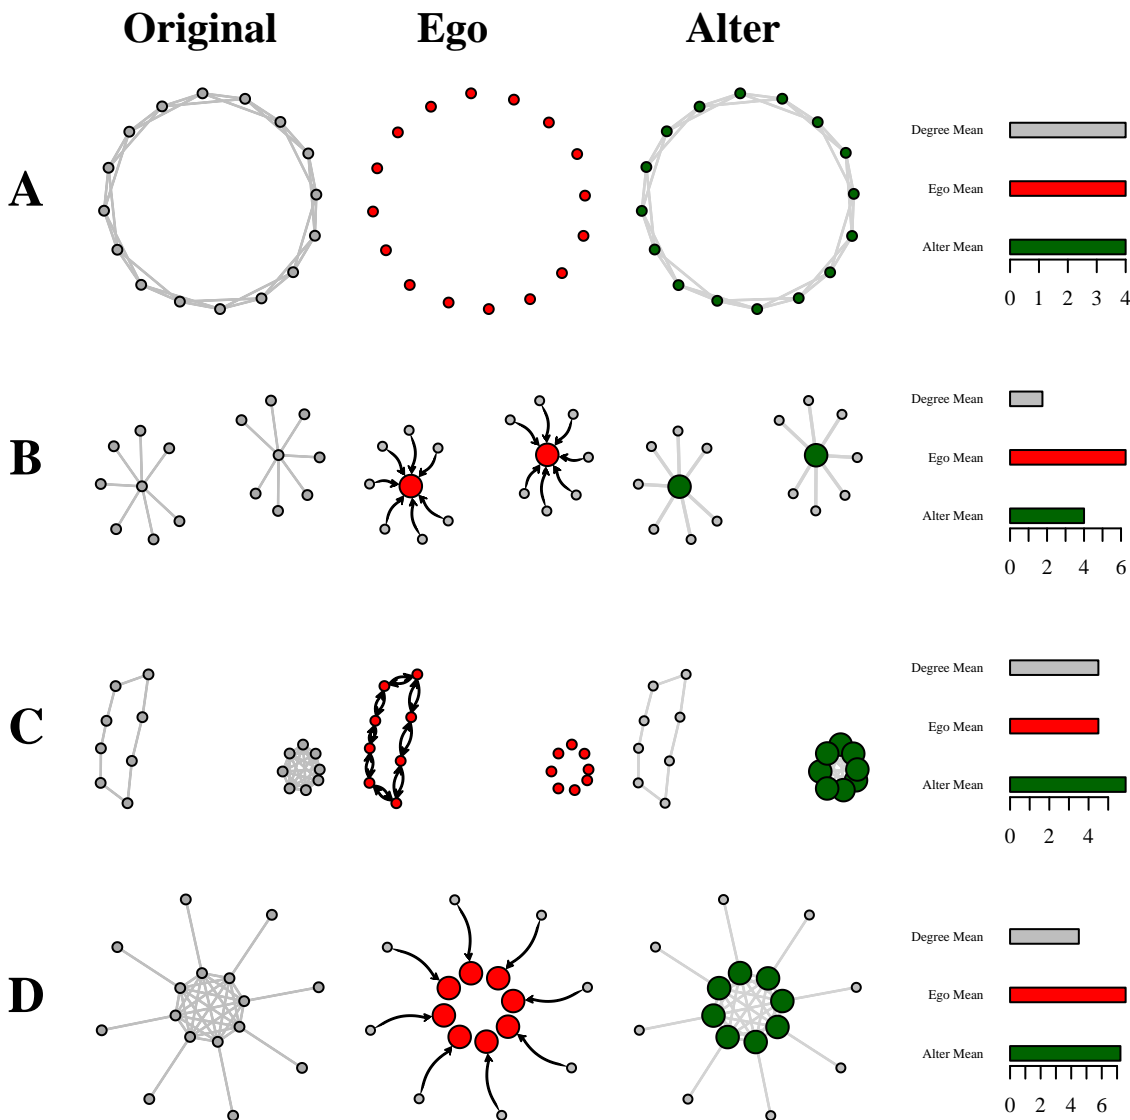 Original Ego Alter
A
Degree Mean
Ego Mean
Alter Mean
0 1 2 3 4
B
Degree Mean
Ego Mean
Alter Mean
0 2 4 6
C
Degree Mean
Ego Mean
Alter Mean
0 2 4
D
Degree Mean
Ego Mean
Alter Mean
0 2 4 6